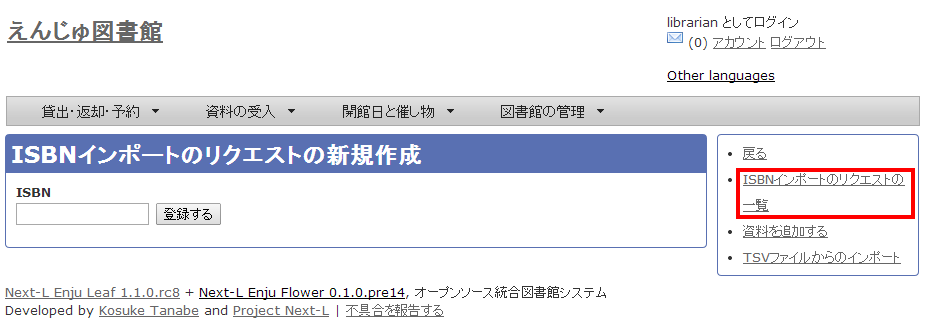 えんじゅ図書館
librarian としてログイン
(0) アカウント ログアウト
Other languages
貸出・返却・予約 資料の受入 開館日と催し物 図書館の管理
ISBNインポートのリクエストの新規作成
ISBN
登録する
戻る
ISBNインポートのリクエストの
一覧
資料を追加する
TSVファイルからのインポート
Next-L Enju Leaf 1.1.0.rc8 + Next-L Enju Flower 0.1.0.pre14, オープンソース統合図書館システム
Developed by Kosuke Tanabe and Project Next-L | 不具合を報告する